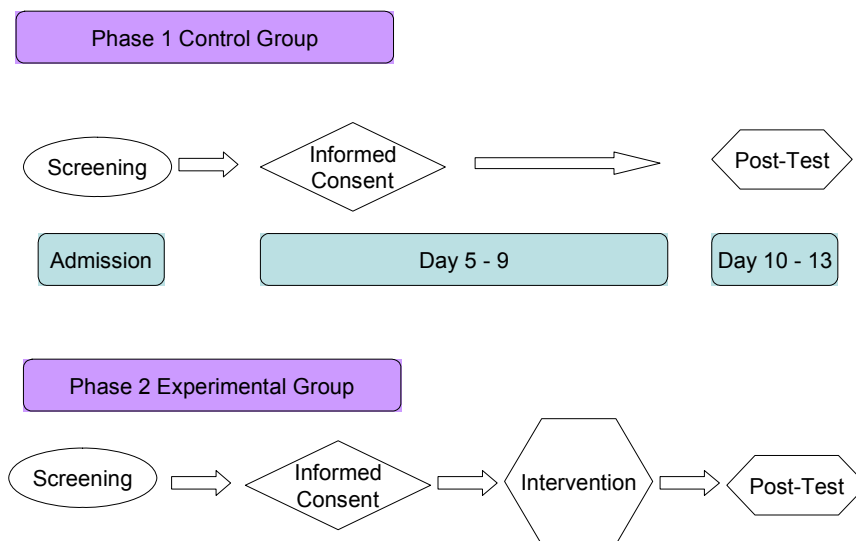 Phase 1 Control Group
Screening
Informed
Consent
Post-Test
Admission
Day 5 - 9
Day 10 - 13
Phase 2 Experimental Group
Screening
Informed
Consent
Intervention
Post-Test